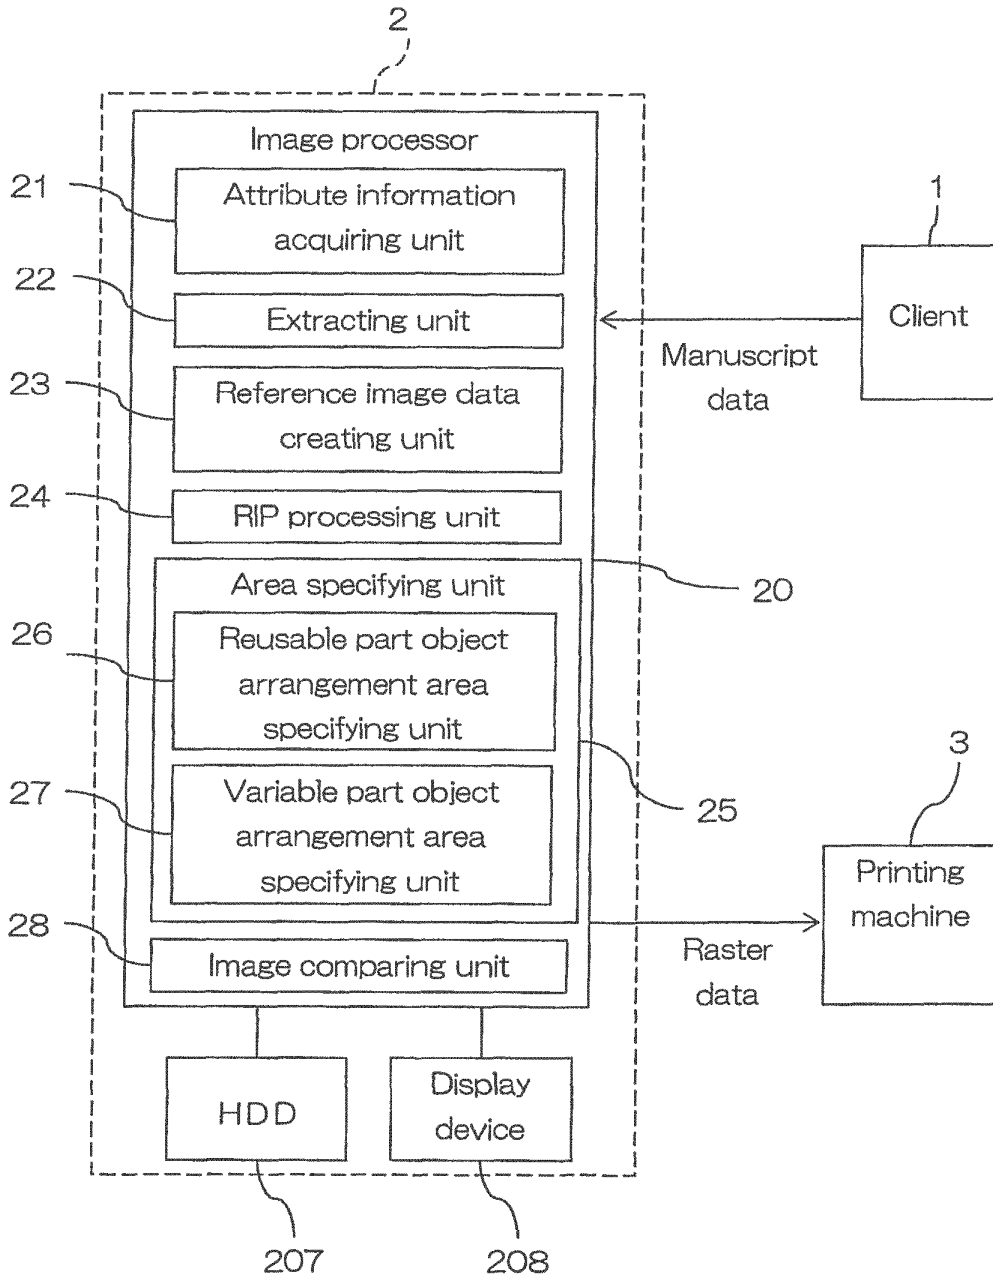 2
Image processor
21
Attribute information
acquiring unit
1
22
Extracting unit
Client
Manuscript
data
23
Reference image data
creating unit
24
RIP processing unit
20
Area specifying unit
26
Reusable part object
arrangement area
specifying unit
3
27
Variable part object
arrangement area
specifying unit
25
Printing
machine
28
Image comparing unit
Raster
data
HDD
Display
device
207
208